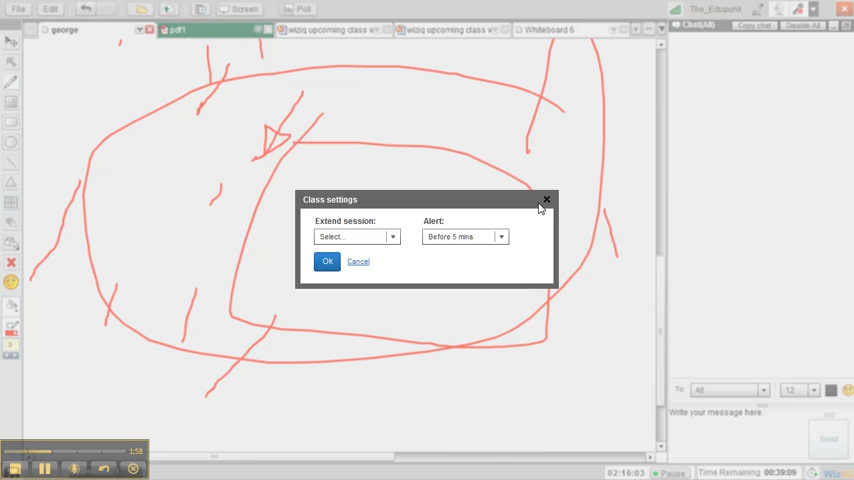 File Edit Screen Poll The_Edupunk
george pdf1 wiziq upcoming class wiziq upcoming class Whiteboard 6
Chat(All) Copy chat Disable All
Class settings
Extend session: Alert:
Select... Before 5 mins
Ok Cancel
3
To: All 12
Write your message here.
Send
1:58
02:16:03 Pause Time Remaining 00:39:09 Wiz